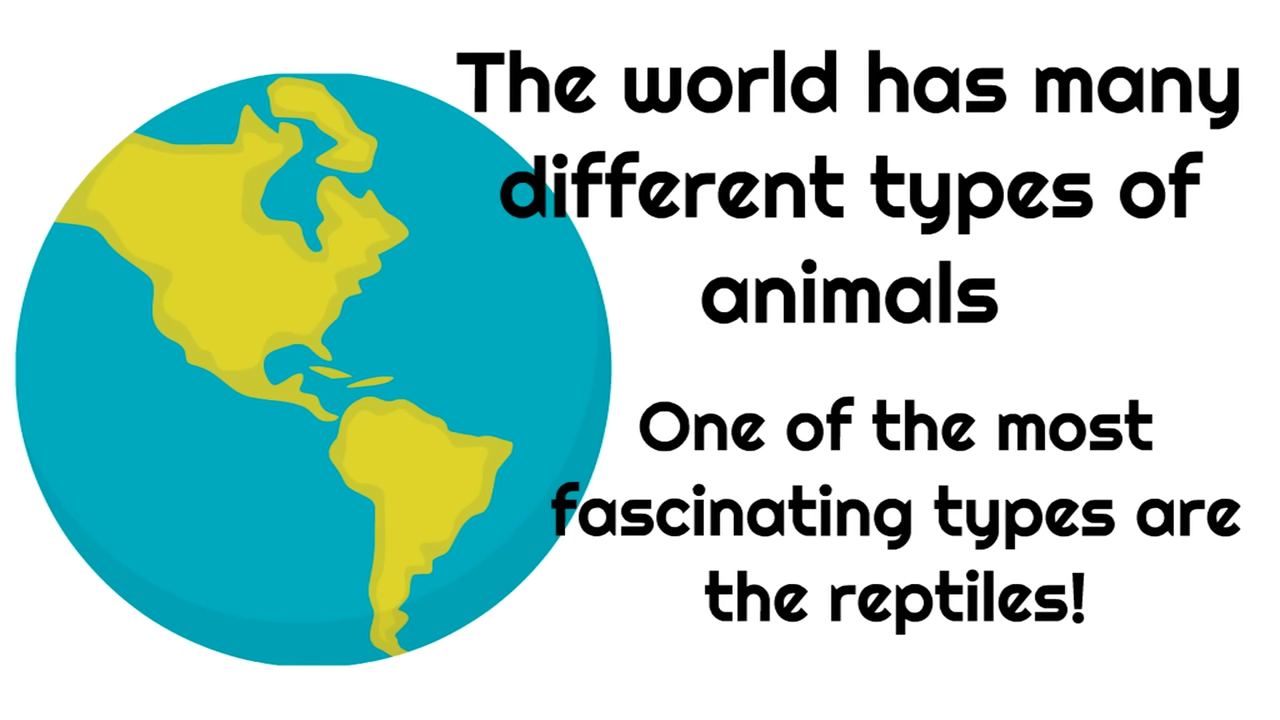 The world has many
different types of
animals
One of the most
fascinating types are
the reptiles!